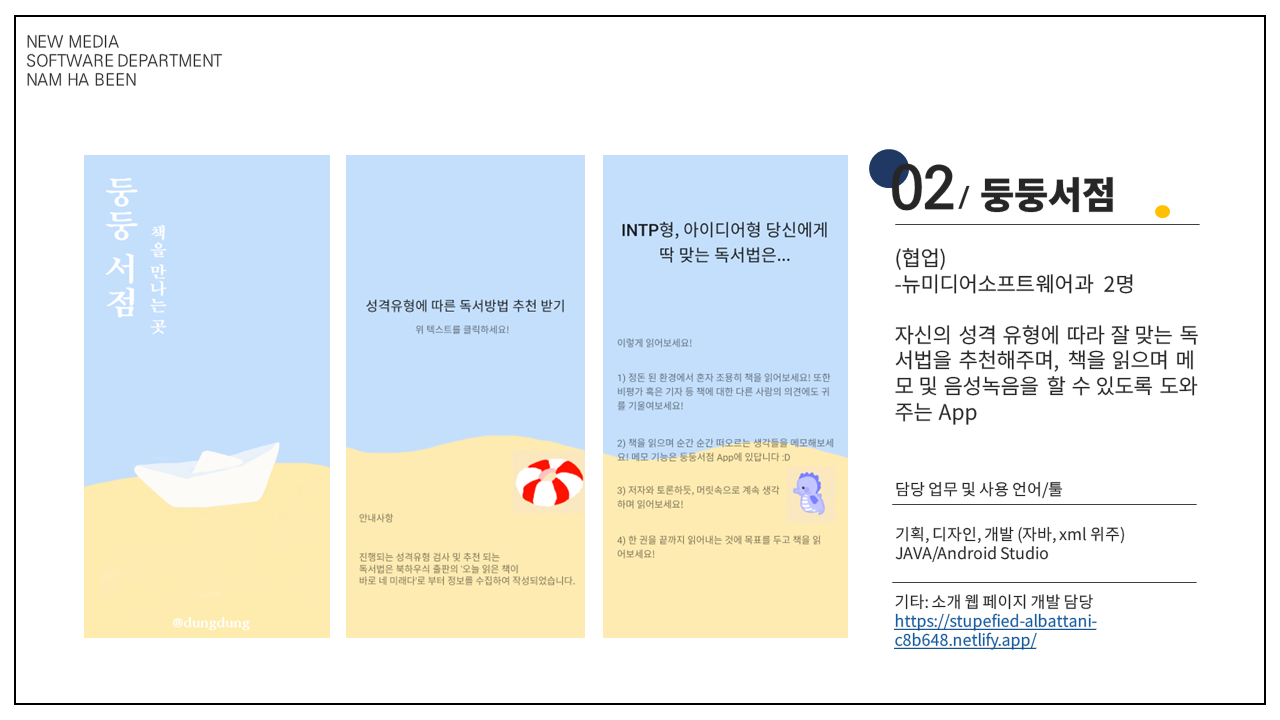 NEW MEDIA
SOFTWARE DEPARTMENT
NAM HA BEEN
둥둥 서점
책을 만나는 곳
@dungdung
성격유형에 따른 독서방법 추천 받기
위 텍스트를 클릭하세요!
안내사항
진행되는 성격유형 검사 및 추천 되는
독서법은 북하우스 출판의 '오늘 읽은 책이
바로 네 미래다'로 부터 정보를 수집하여 작성되었습니다.
INTP형, 아이디어형 당신에게
딱 맞는 독서법은...
이렇게 읽어보세요!
1) 정돈 된 환경에서 혼자 조용히 책을 읽어보세요! 또한
비평가 혹은 기자 등 책에 대한 다른 사람의 의견에도 귀
를 기울여보세요!
2) 책을 읽으며 순간 순간 떠오르는 생각들을 메모해보세
요! 메모 기능은 둥둥서점 App에 있답니다 :D
3) 저자와 토론하듯, 머릿속으로 계속 생각
하며 읽어보세요!
4) 한 권을 끝까지 읽어내는 것에 목표를 두고 책을 읽
어보세요!
02/ 둥둥서점
(협업)
-뉴미디어소프트웨어과 2명
자신의 성격 유형에 따라 잘 맞는 독
서법을 추천해주며, 책을 읽으며 메
모 및 음성녹음을 할 수 있도록 도와
주는 App
담당 업무 및 사용 언어/툴
기획, 디자인, 개발 (자바, xml 위주)
JAVA/Android Studio
기타: 소개 웹 페이지 개발 담당
https://stupefied-albattani-
c8b648.netlify.app/